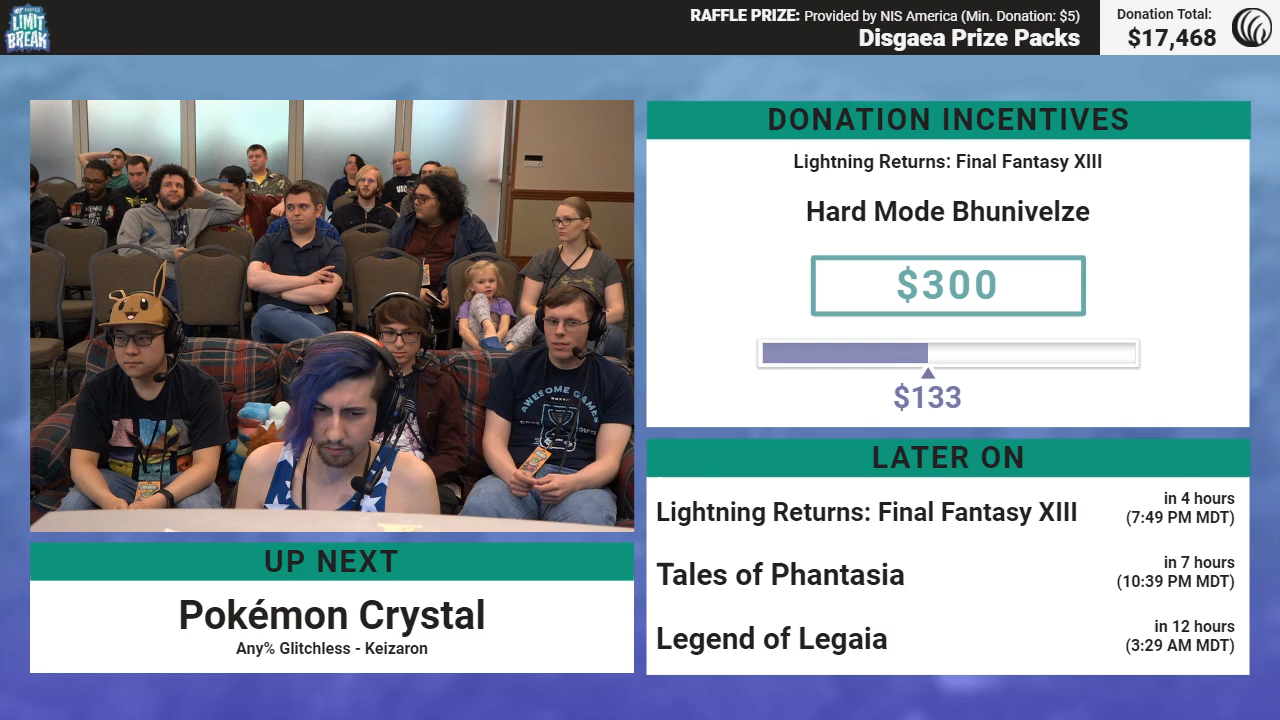 RPG
LIMIT
BREAK
RAFFLE PRIZE: Provided by NIS America (Min. Donation: $5)
Disgaea Prize Packs
Donation Total:
$17,468
AWESOME GAMES
DONATION INCENTIVES
Lightning Returns: Final Fantasy XIII
Hard Mode Bhunivelze
$300
$133
UP NEXT
Pokémon Crystal
Any% Glitchless - Keizaron
LATER ON
Lightning Returns: Final Fantasy XIII
in 4 hours
(7:49 PM MDT)
Tales of Phantasia
in 7 hours
(10:39 PM MDT)
Legend of Legaia
in 12 hours
(3:29 AM MDT)